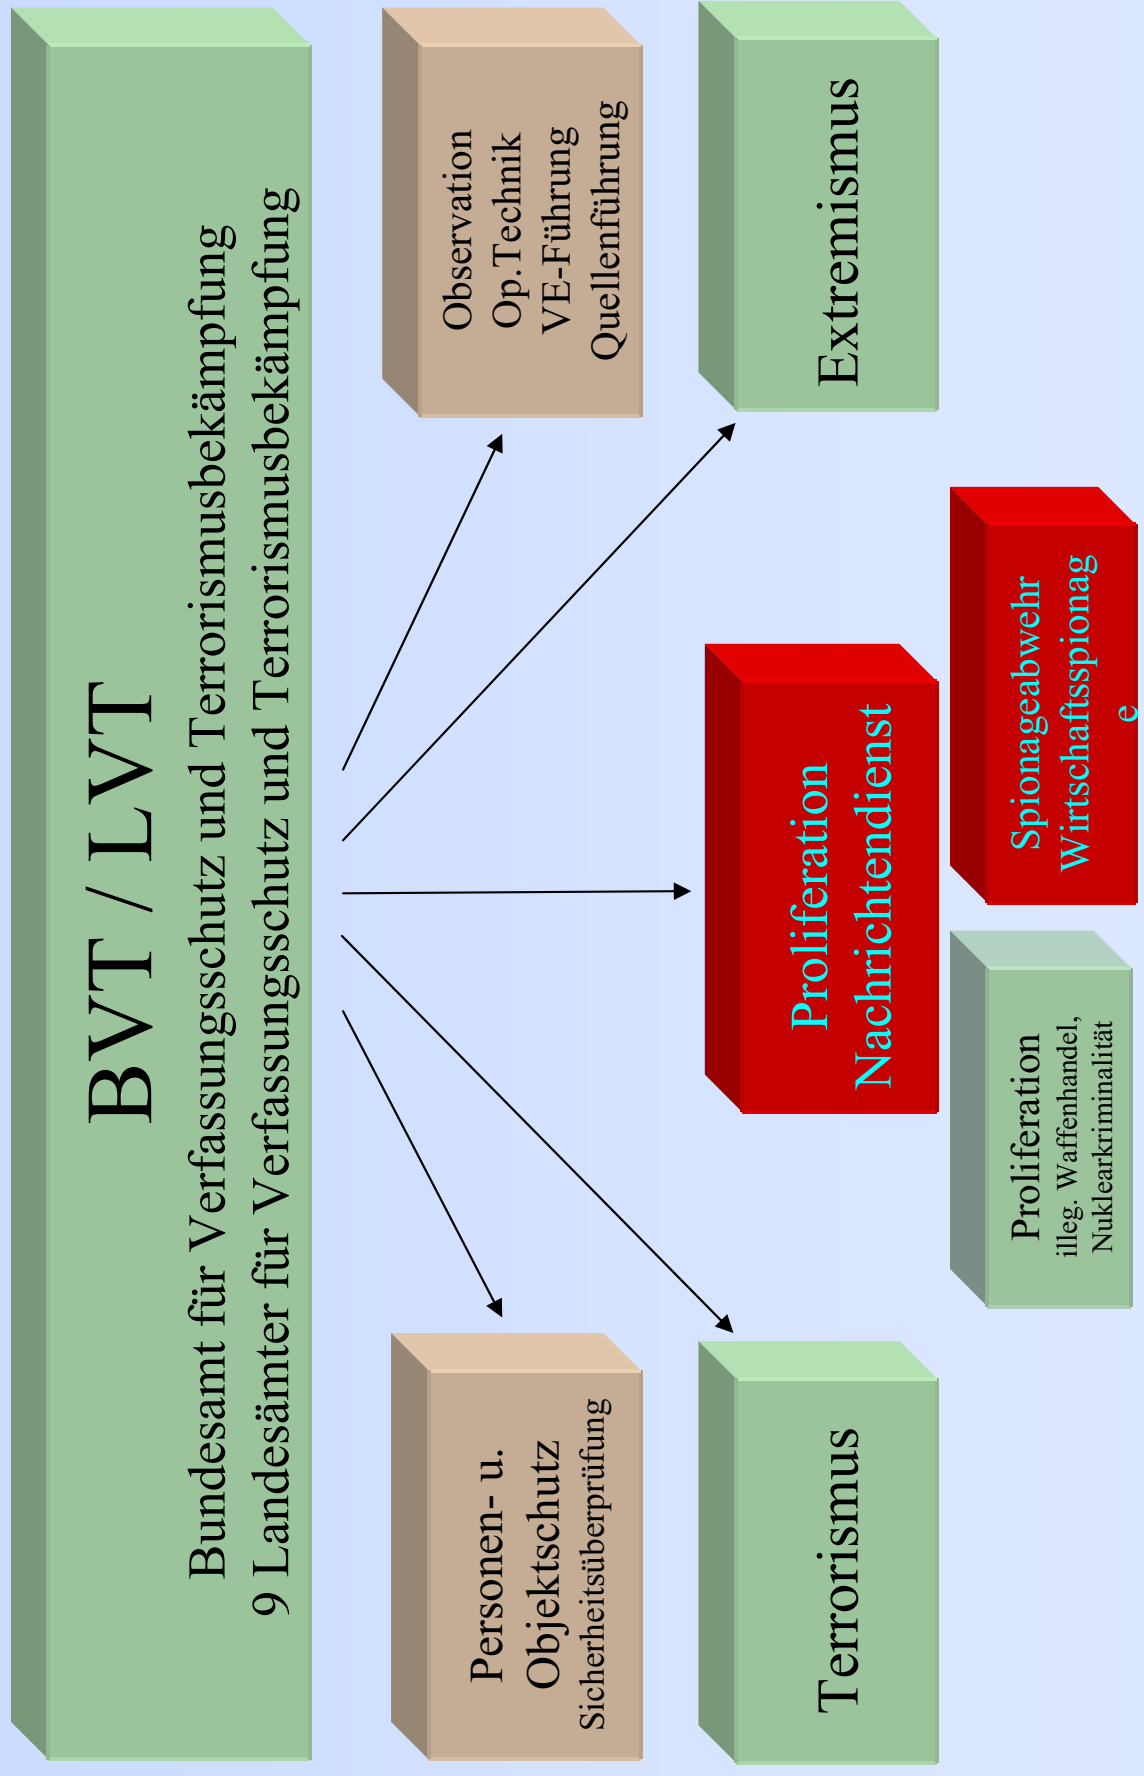 BVT / LVT
Bundesamt für Verfassungsschutz und Terrorismusbekämpfung
9 Landesämter für Verfassungsschutz und Terrorismusbekämpfung
Personen- u.
Objektschutz
Sicherheitsüberprüfung
Observation
Op.Technik
VE-Führung
Quellenführung
Terrorismus
Proliferation
Nachrichtendienst
Extremismus
Proliferation
illeg. Waffenhandel,
Nuklearkriminalität
Spionageabwehr
Wirtschaftsspionag
e